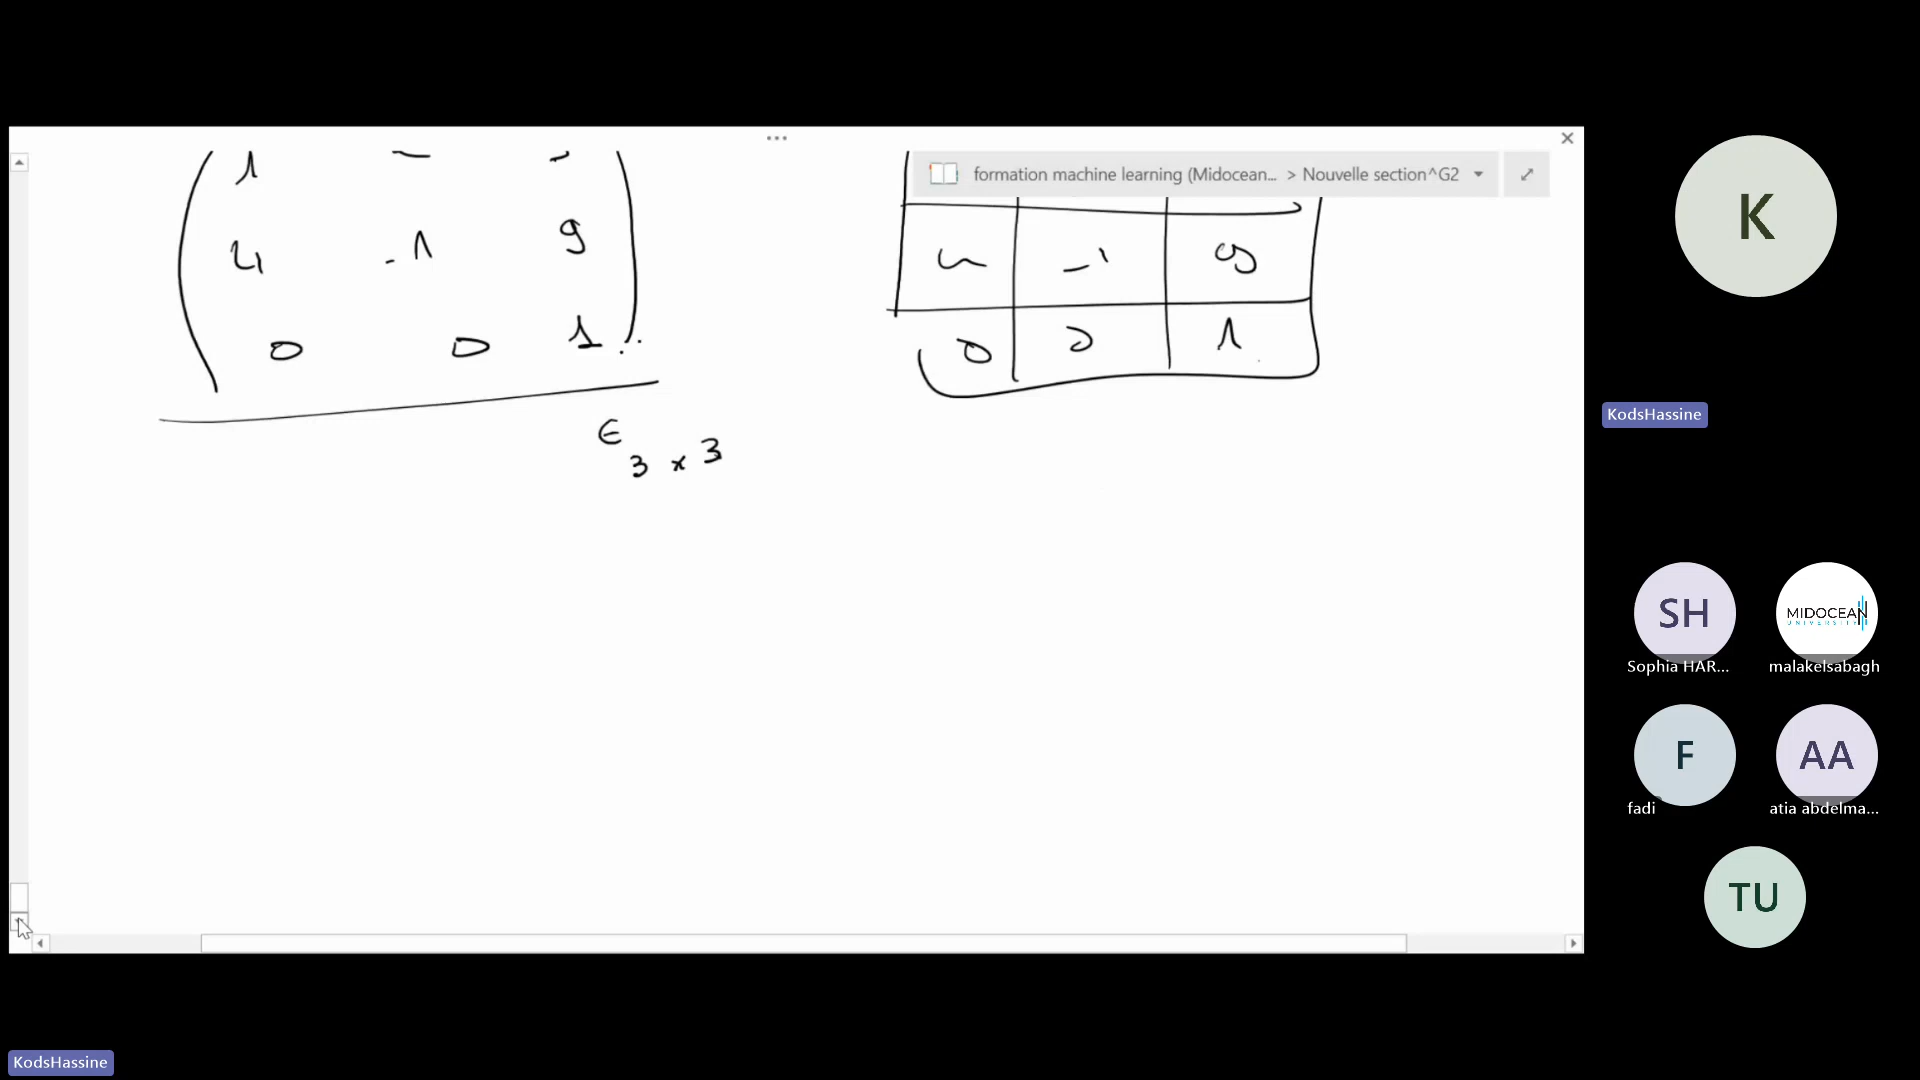 formation machine learning (Midocean... > Nouvelle section^G2
1
4 -1 9
0 0 1
-1 9
0 0 1
∈
3 x 3
K
KodsHassine
SH
Sophia HAR...
MIDOCEAN
UNIVERSITY
malakelsabagh
F
fadi
AA
atia abdelma...
TU
KodsHassine